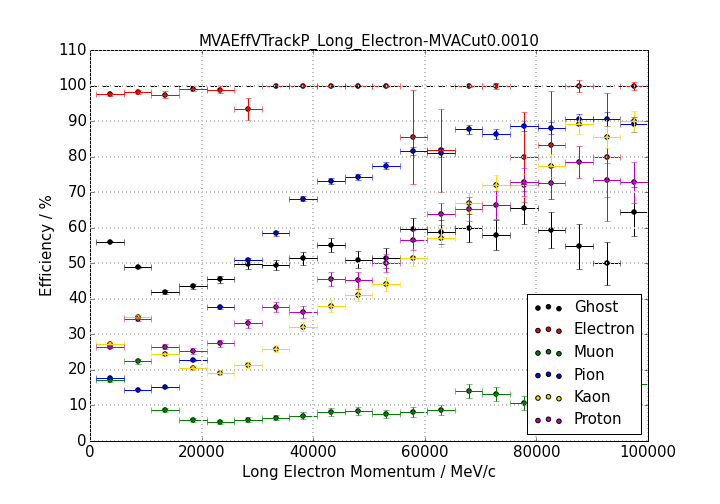 MVAEffVTrackP_Long_Electron-MVACut0.0010
110
100
90
80
70
60
50
40
30
20
10
0
Efficiency / %
Ghost
Electron
Muon
Pion
Kaon
Proton
0 20000 40000 60000 80000 100000
Long Electron Momentum / MeV/c